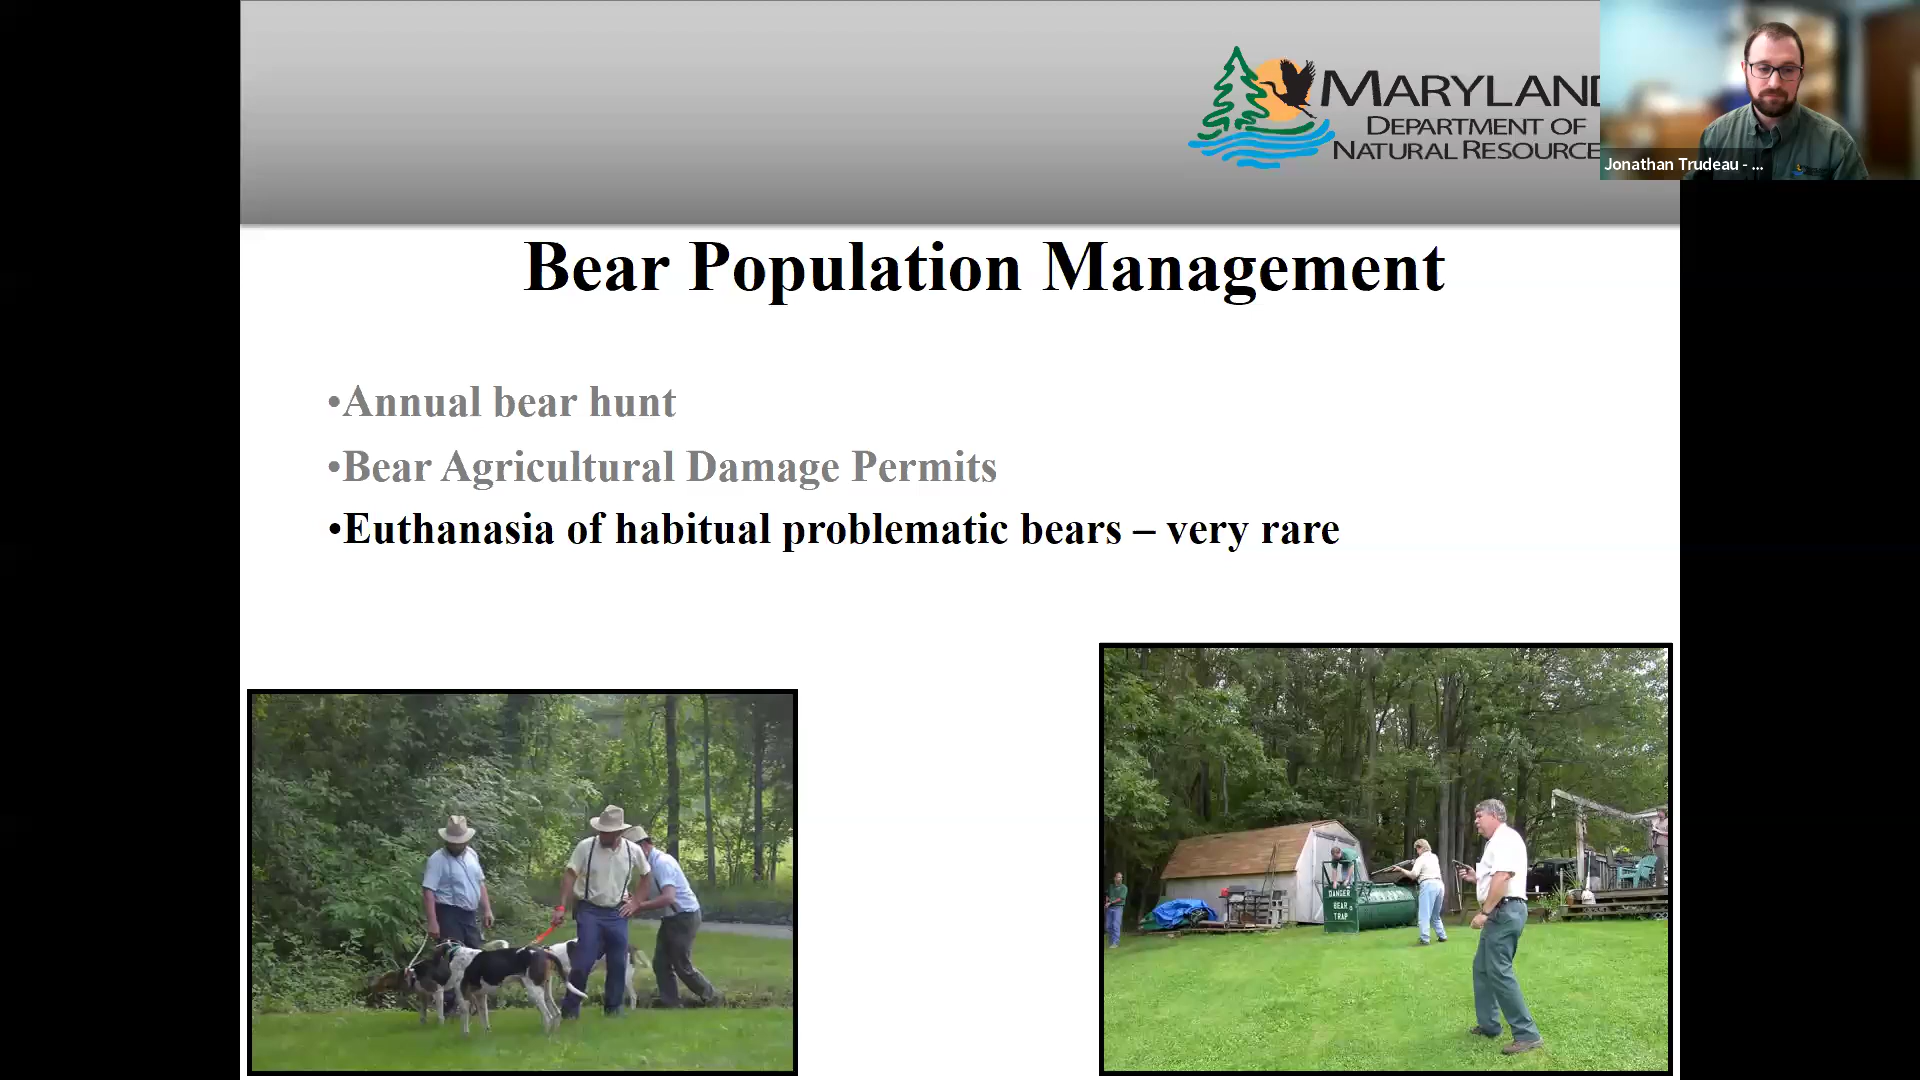 MARYLAND
DEPARTMENT OF
NATURAL RESOURCE
Jonathan Trudeau - ...
Bear Population Management
•Annual bear hunt
•Bear Agricultural Damage Permits
•Euthanasia of habitual problematic bears – very rare
DANGER
BEAR
TRAP